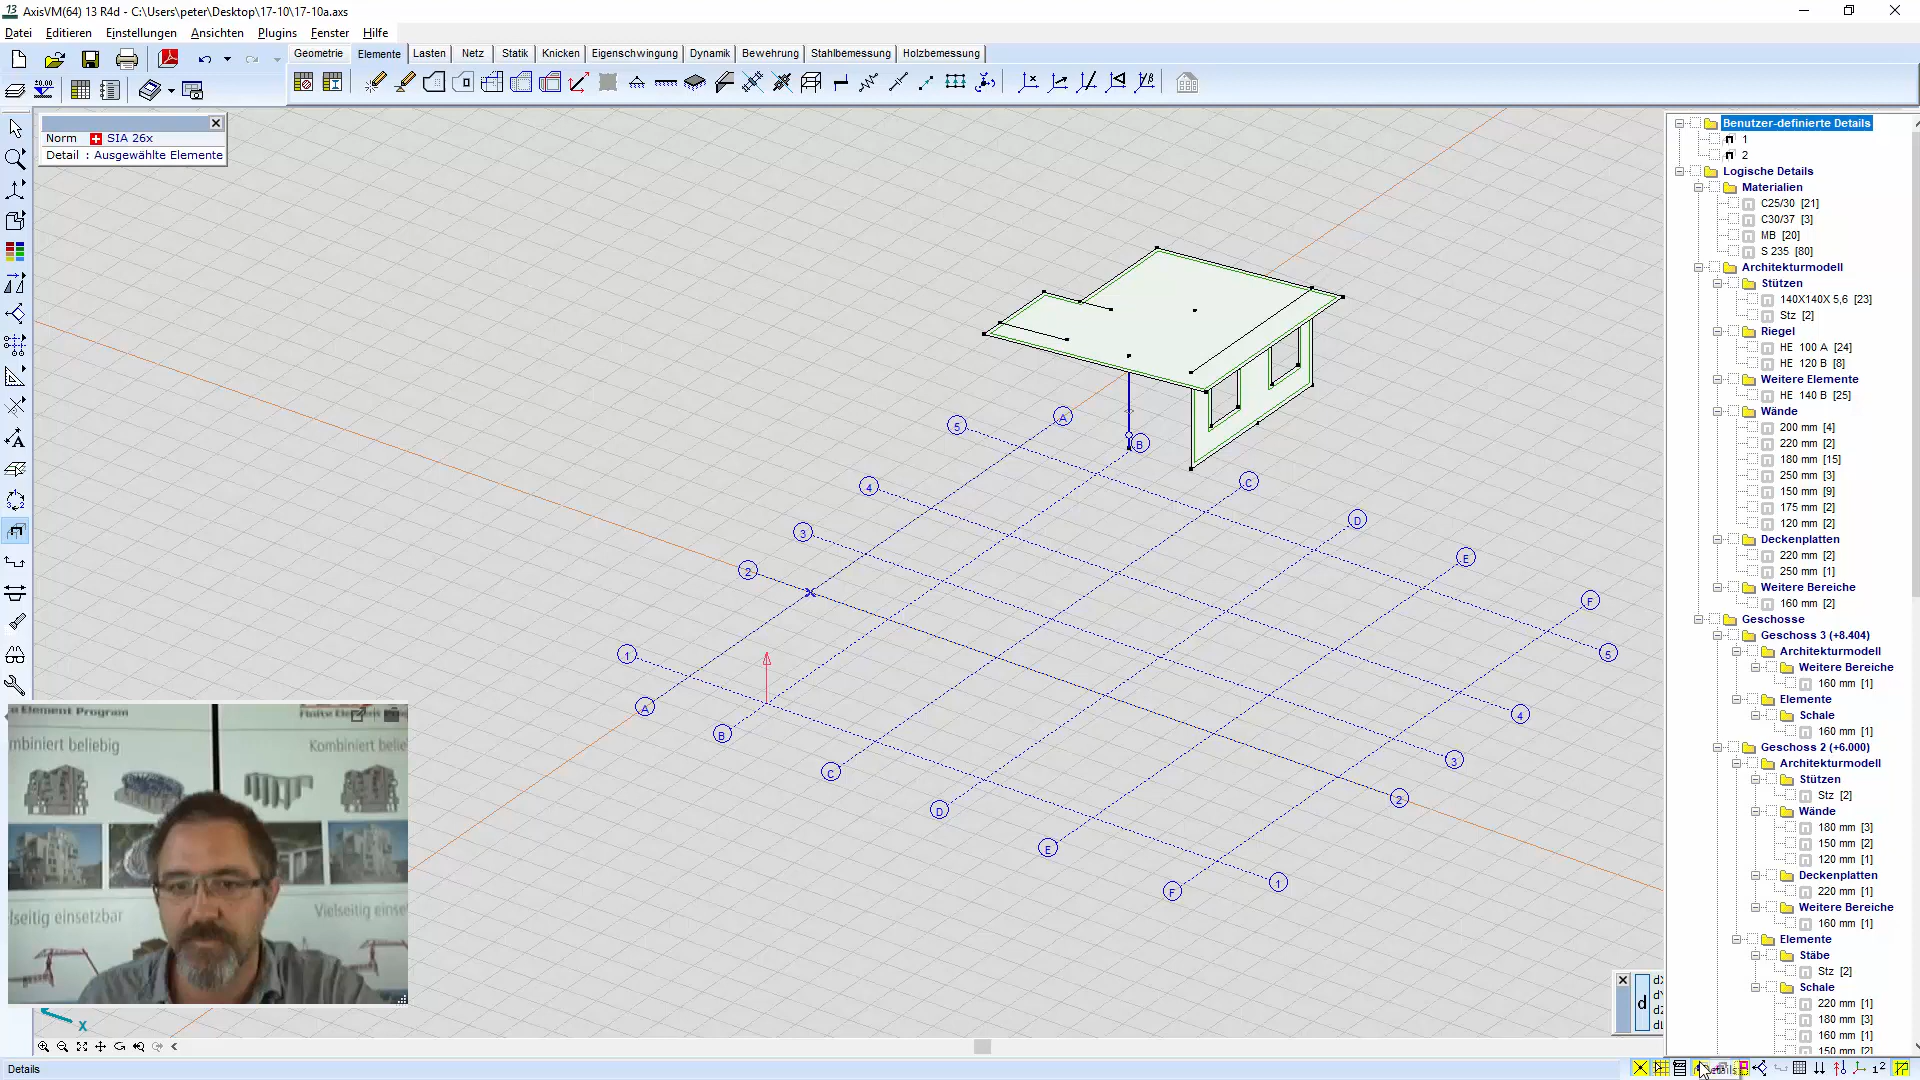 AxisVM(64) 13 R4d - C:\Users\peter\Desktop\17-10\17-10a.axs
Datei Editieren Einstellungen Ansichten Plugins Fenster Hilfe
Geometrie Elemente Lasten Netz Statik Knicken Eigenschwingung Dynamik Bewehrung Stahlbemessung Holzbemessung
Norm SIA 26x
Detail : Ausgewählte Elemente
Benutzer-definierte Details
1
2
Logische Details
Materialien
C25/30 [21]
C30/37 [3]
MB [20]
S 235 [80]
Architekturmodell
Stützen
140X140X 5,6 [23]
Stz [2]
Riegel
HE 100 A [24]
HE 120 B [8]
Weitere Elemente
HE 140 B [25]
Wände
200 mm [4]
220 mm [2]
180 mm [15]
250 mm [3]
150 mm [9]
175 mm [2]
120 mm [2]
Deckenplatten
220 mm [2]
250 mm [1]
Weitere Bereiche
160 mm [2]
Geschosse
Geschoss 3 (+8.404)
Architekturmodell
Weitere Bereiche
160 mm [1]
Elemente
Schale
160 mm [1]
Geschoss 2 (+6.000)
Architekturmodell
Stützen
Stz [2]
Wände
180 mm [3]
150 mm [2]
120 mm [1]
Deckenplatten
220 mm [1]
Weitere Bereiche
160 mm [1]
Elemente
Stäbe
Stz [2]
Schale
220 mm [1]
180 mm [3]
160 mm [1]
150 mm [2]
A
5
B
4
C
3
D
2
E
F
1
5
A
4
B
3
C
2
D
E
1
F
Element Program
mbiniert beliebig
Kombiniert belie
lseitig einsetzbar
Vielseitig einse
X
d
Details